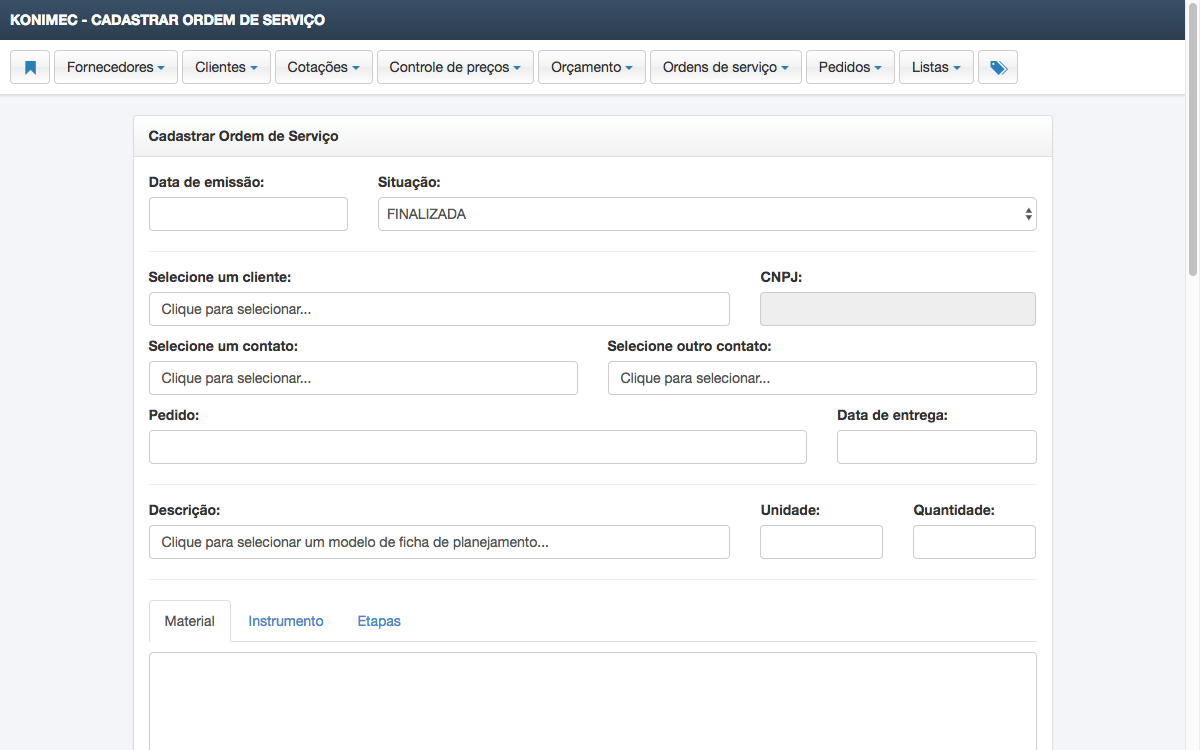 KONIMEC - CADASTRAR ORDEM DE SERVIÇO
Fornecedores Clientes Cotações Controle de preços Orçamento Ordens de serviço Pedidos Listas
Cadastrar Ordem de Serviço
Data de emissão: Situação:
FINALIZADA
Selecione um cliente: CNPJ:
Clique para selecionar...
Selecione um contato: Selecione outro contato:
Clique para selecionar... Clique para selecionar...
Pedido: Data de entrega:
Descrição: Unidade: Quantidade:
Clique para selecionar um modelo de ficha de planejamento...
Material Instrumento Etapas